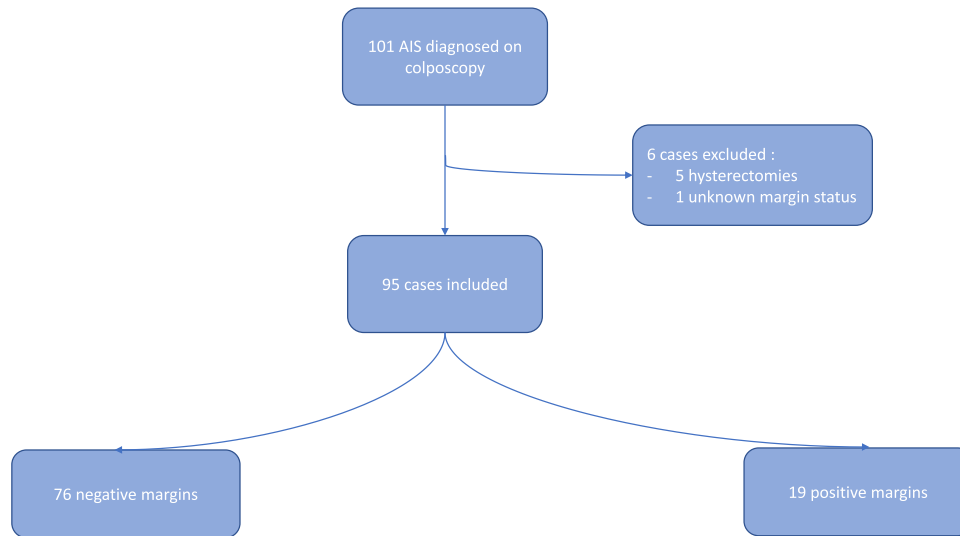 101 AIS diagnosed on
colposcopy
6 cases excluded :
- 5 hysterectomies
- 1 unknown margin status
95 cases included
76 negative margins
19 positive margins